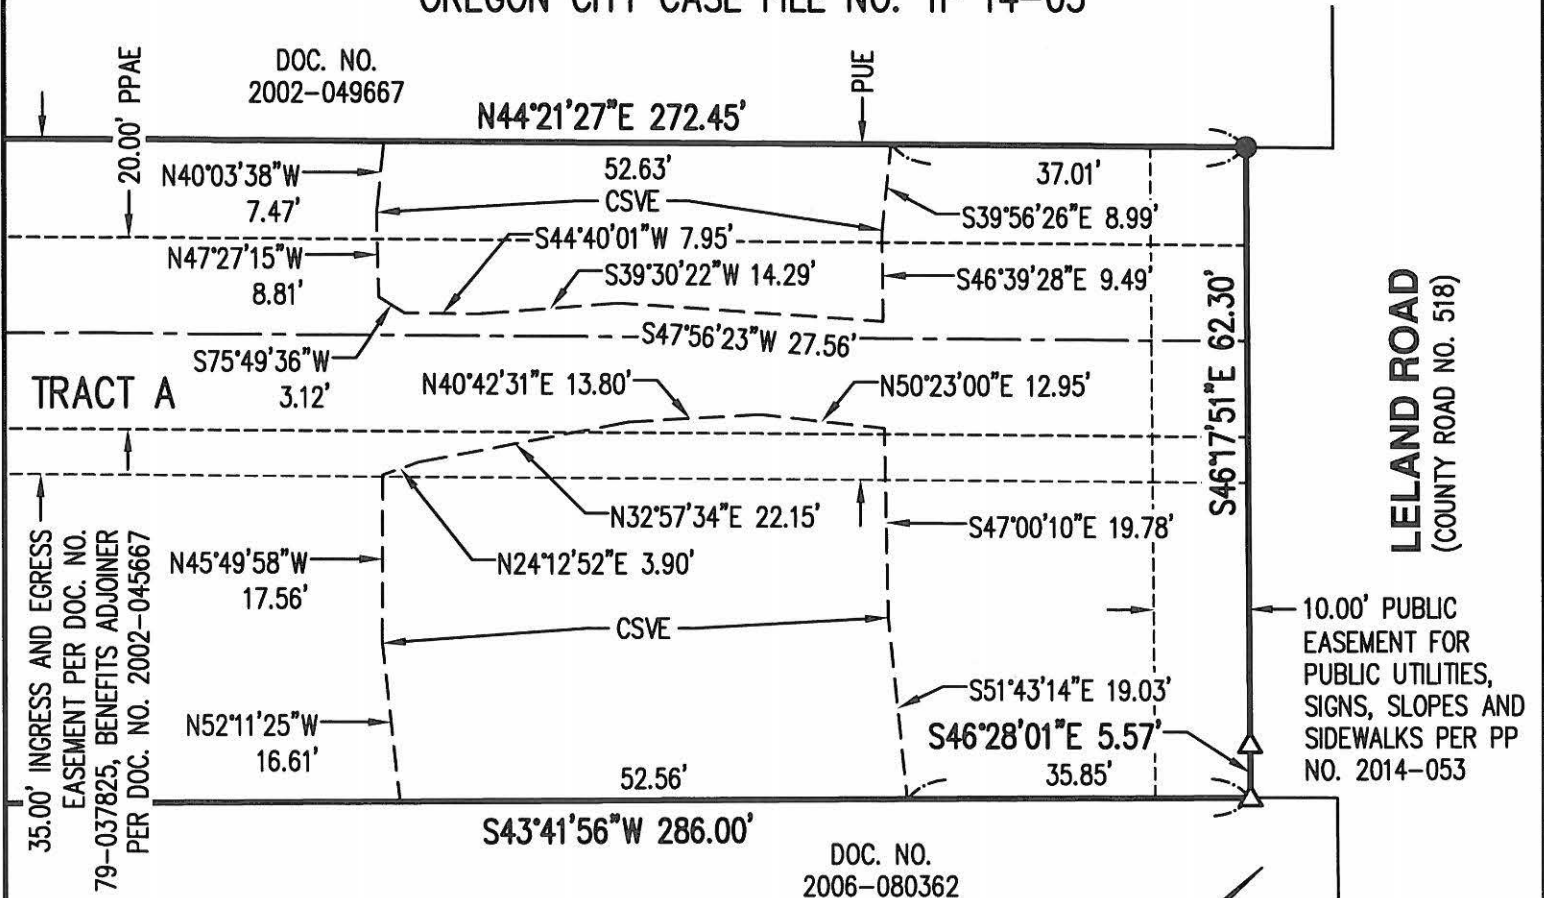 OREGON CITY CASE FILE NO. TP 14-03
DOC. NO.
2002-049667
20.00' PPAE
PUE
N44°21'27"E 272.45'
N40°03'38"W
7.47'
52.63'
37.01'
CSVE
S39°56'26"E 8.99'
S44°40'01"W 7.95'
N47°27'15"W
8.81'
S39°30'22"W 14.29'
S46°39'28"E 9.49'
S47°56'23"W 27.56'
S75°49'36"W
3.12'
TRACT A
N40°42'31"E 13.80'
N50°23'00"E 12.95'
S46°17'51"E 62.30'
LELAND ROAD
(COUNTY ROAD NO. 518)
N32°57'34"E 22.15'
S47°00'10"E 19.78'
N24°12'52"E 3.90'
N45°49'58"W
17.56'
CSVE
35.00' INGRESS AND EGRESS
EASEMENT PER DOC. NO.
79-037825, BENEFITS ADJOINER
PER DOC. NO. 2002-045667
10.00' PUBLIC
EASEMENT FOR
PUBLIC UTILITIES,
SIGNS, SLOPES AND
SIDEWALKS PER PP
NO. 2014-053
S51°43'14"E 19.03'
N52°11'25"W
16.61'
S46°28'01"E 5.57'
52.56'
35.85'
S43°41'56"W 286.00'
DOC. NO.
2006-080362